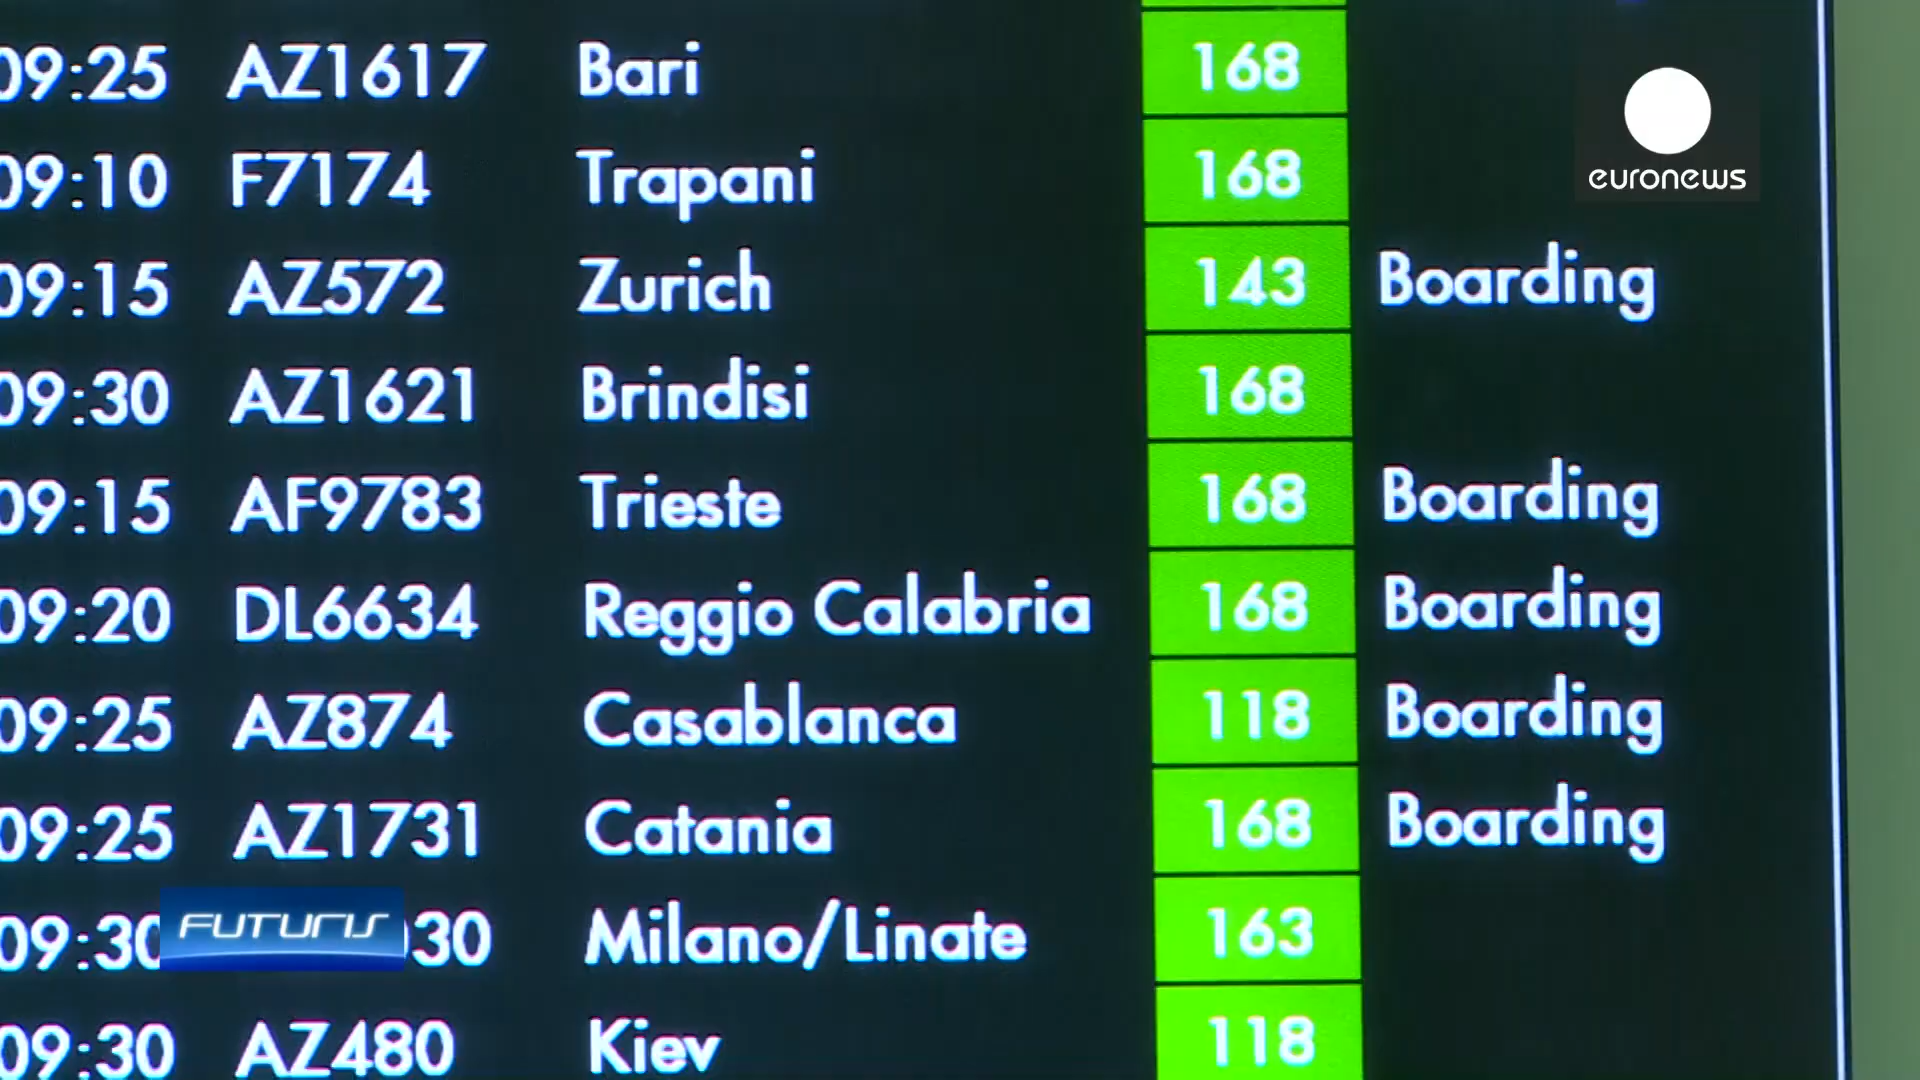 09:25 AZ1617 Bari 168
euronews
09:10 F7174 Trapani 168
09:15 AZ572 Zurich 143 Boarding
09:30 AZ1621 Brindisi 168
09:15 AF9783 Trieste 168 Boarding
09:20 DL6634 Reggio Calabria 168 Boarding
09:25 AZ874 Casablanca 118 Boarding
09:25 AZ1731 Catania 168 Boarding
09:30 30 Milano/Linate 163
FUTURIS
09:30 AZ480 Kiev 118